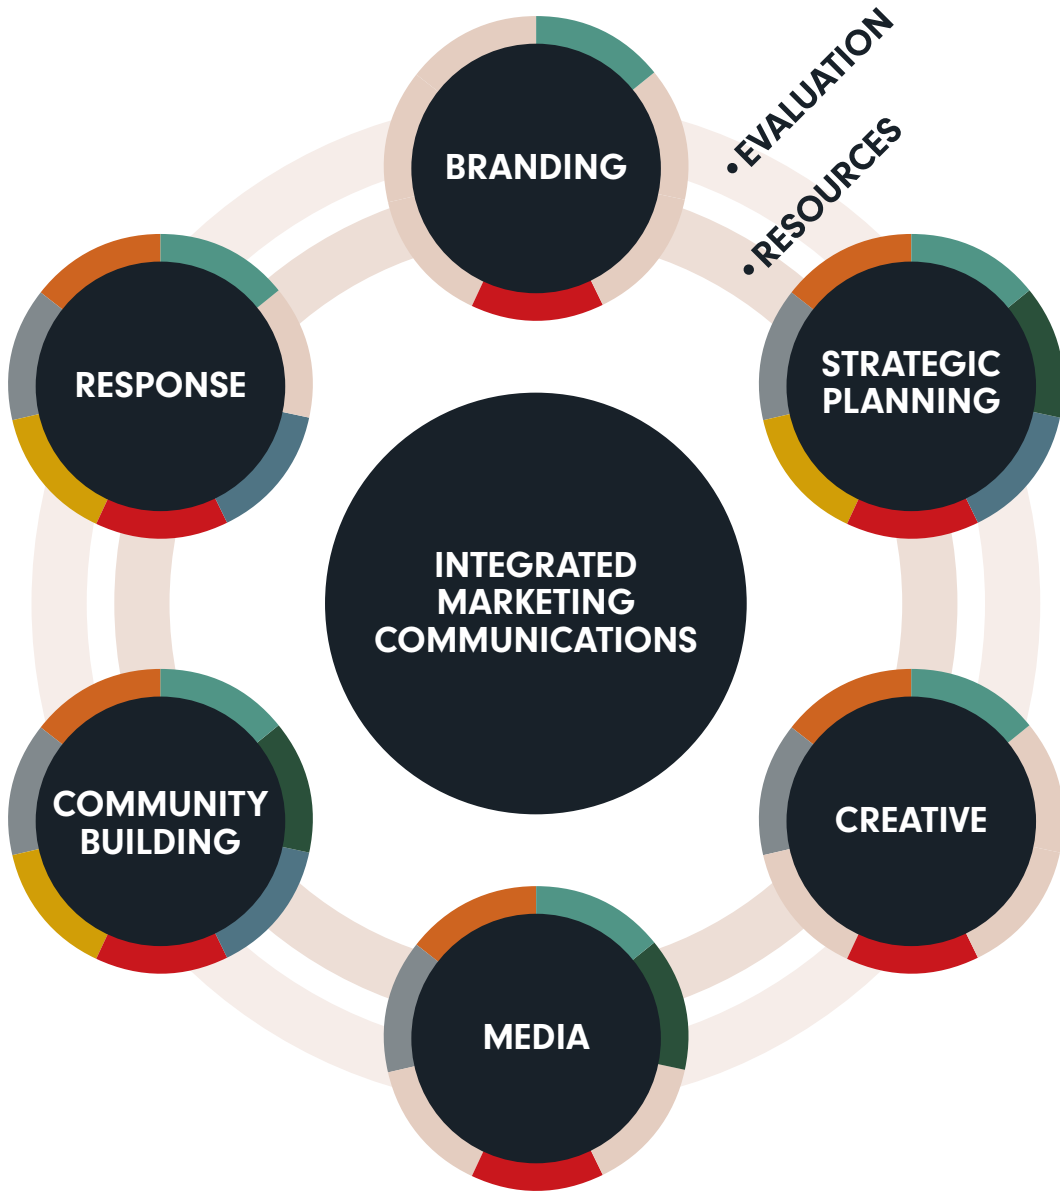 • EVALUATION
• RESOURCES
BRANDING
STRATEGIC
PLANNING
RESPONSE
INTEGRATED
MARKETING
COMMUNICATIONS
COMMUNITY
BUILDING
CREATIVE
MEDIA